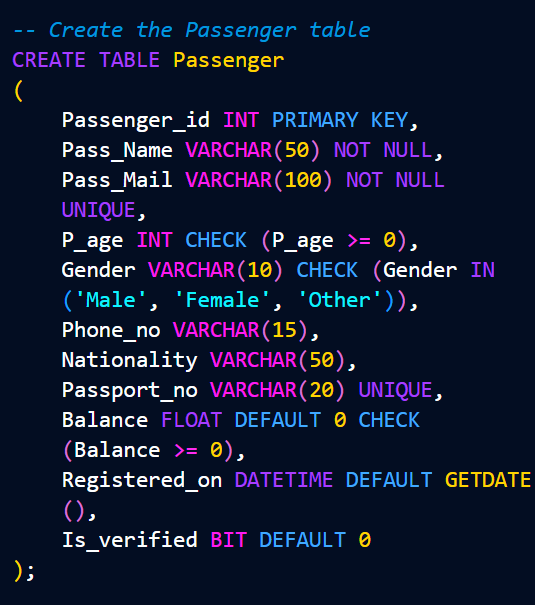 -- Create the Passenger table
CREATE TABLE Passenger
(
    Passenger_id INT PRIMARY KEY,
    Pass_Name VARCHAR(50) NOT NULL,
    Pass_Mail VARCHAR(100) NOT NULL
    UNIQUE,
    P_age INT CHECK (P_age >= 0),
    Gender VARCHAR(10) CHECK (Gender IN
    ('Male', 'Female', 'Other')),
    Phone_no VARCHAR(15),
    Nationality VARCHAR(50),
    Passport_no VARCHAR(20) UNIQUE,
    Balance FLOAT DEFAULT 0 CHECK
    (Balance >= 0),
    Registered_on DATETIME DEFAULT GETDATE
    (),
    Is_verified BIT DEFAULT 0
);